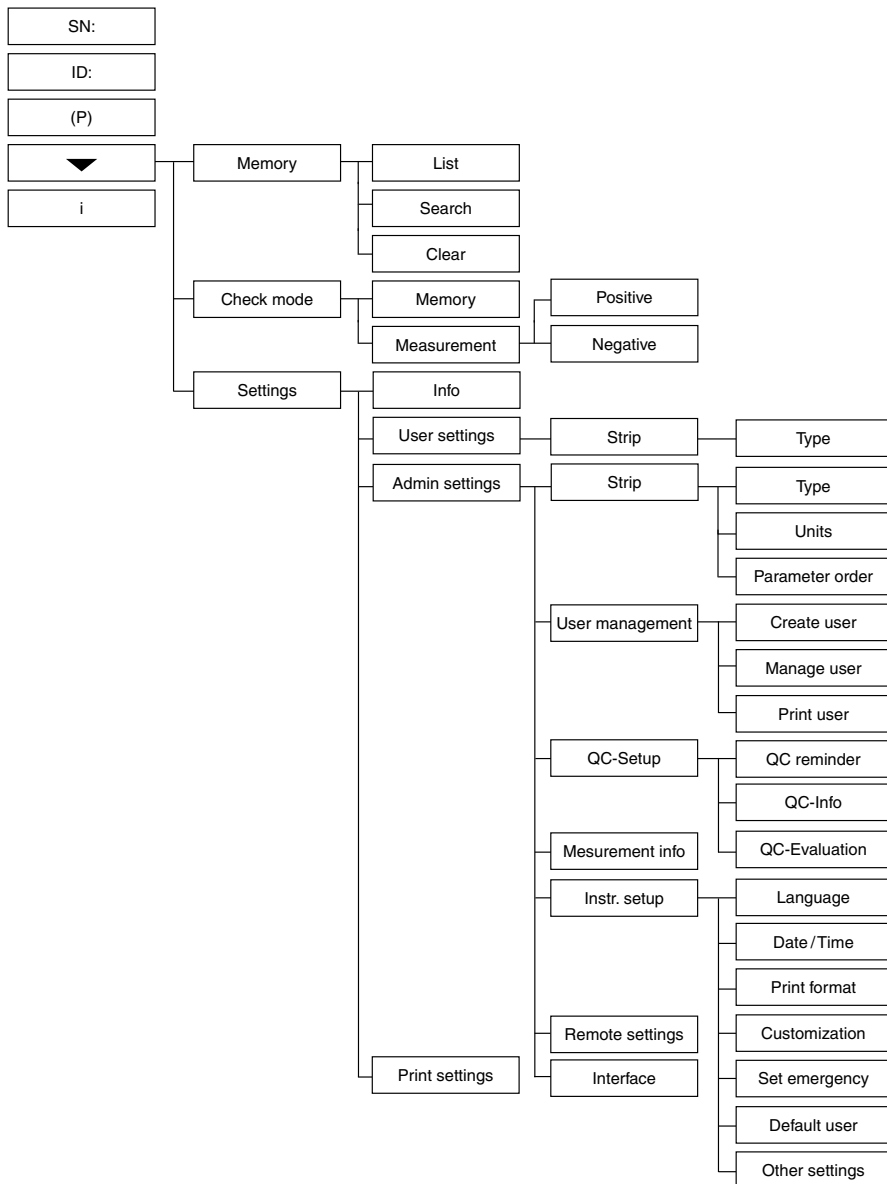 SN:
ID:
(P)
i
Memory
List
Search
Clear
Check mode
Memory
Measurement
Positive
Negative
Settings
Info
User settings
Strip
Type
Admin settings
Strip
Type
Units
Parameter order
User management
Create user
Manage user
Print user
QC-Setup
QC reminder
QC-Info
QC-Evaluation
Mesurement info
Instr. setup
Language
Date/Time
Print format
Customization
Set emergency
Default user
Other settings
Remote settings
Interface
Print settings